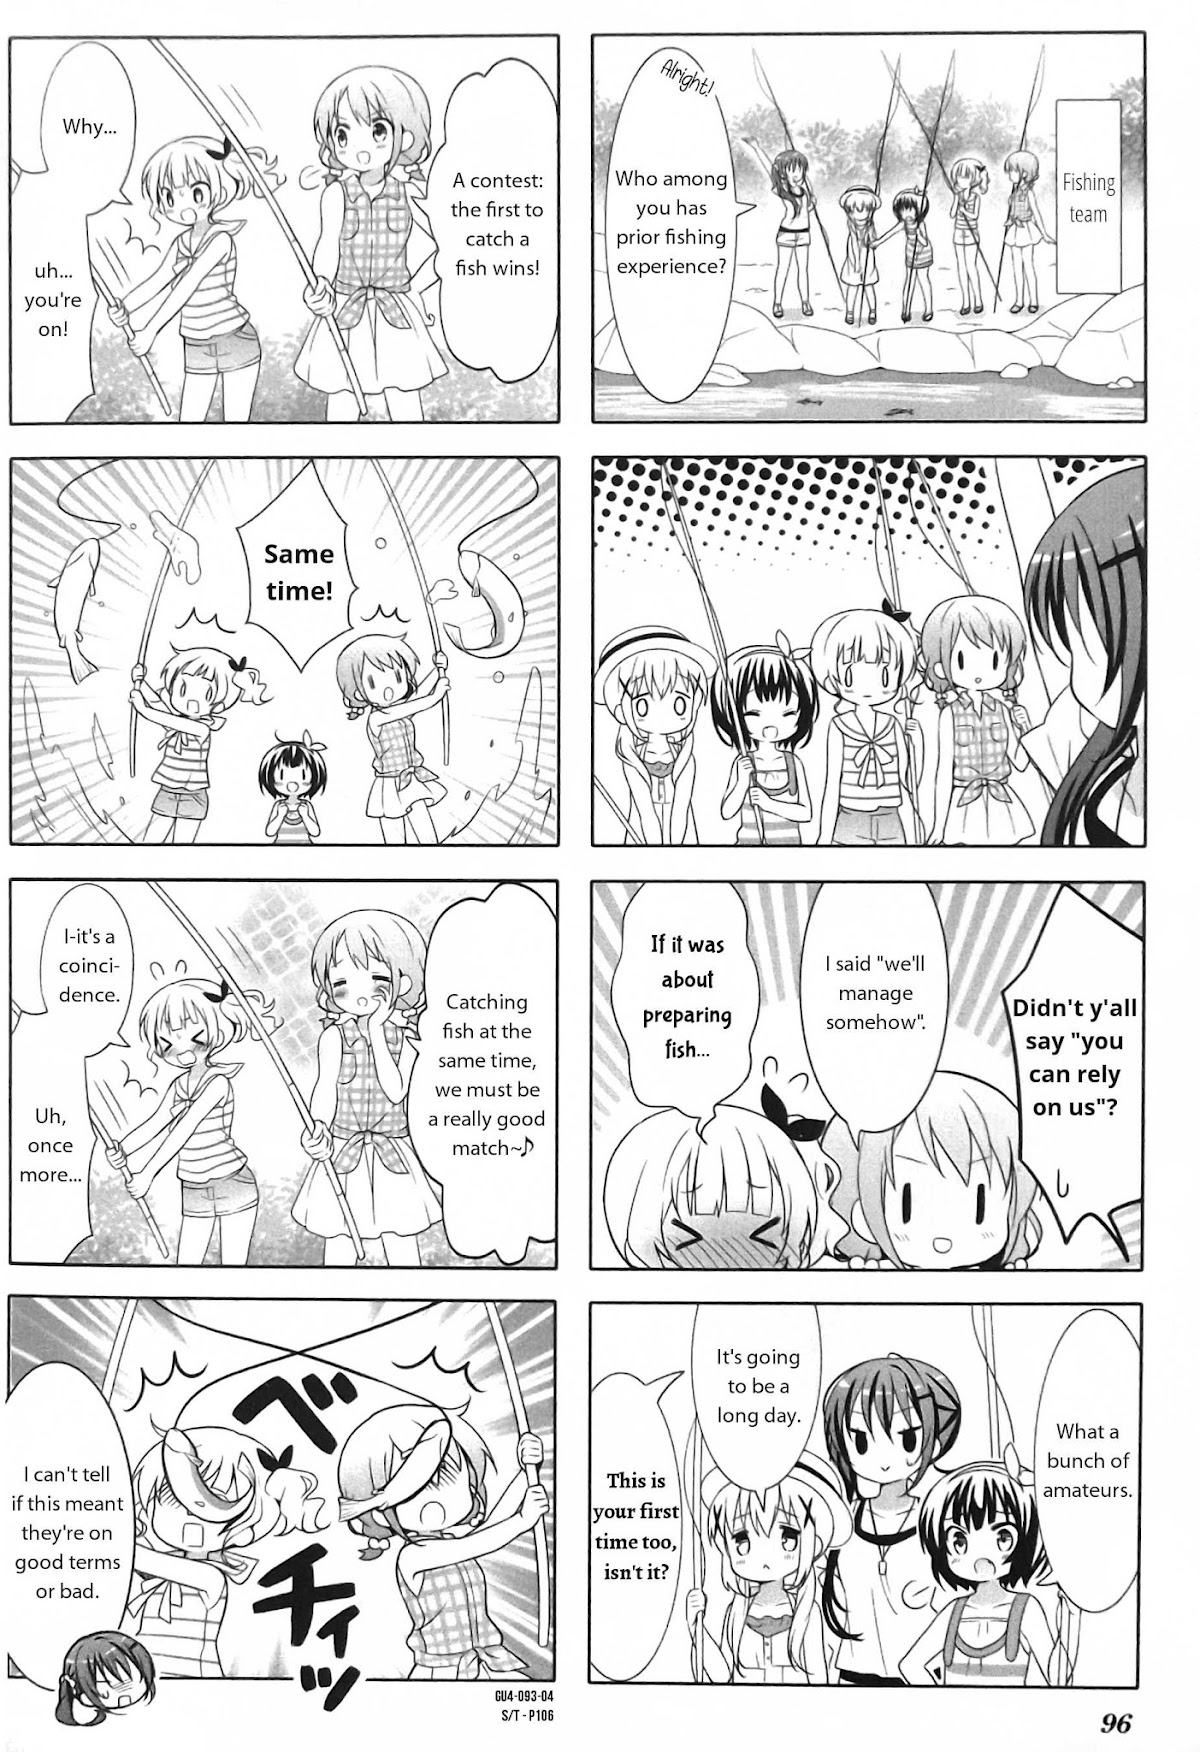 Fishing
team
Alright!
Who among
you has
prior fishing
experience?
Didn't y'all
say "you
can rely
on us"?
I said "we'll
manage
somehow".
If it was
about
preparing
fish...
What a
bunch of
amateurs.
It's going
to be a
long day.
This is
your first
time too,
isn't it?
A contest:
the first to
catch a
fish wins!
Why...
uh...
you're
on!
Same
time!
Catching
fish at the
same time,
we must be
a really good
match~♪
I-it's a
coinci-
dence.
Uh,
once
more...
べ
チィッ
I can't tell
if this meant
they're on
good terms
or bad.
GU4-093-04
S/T - P106
96